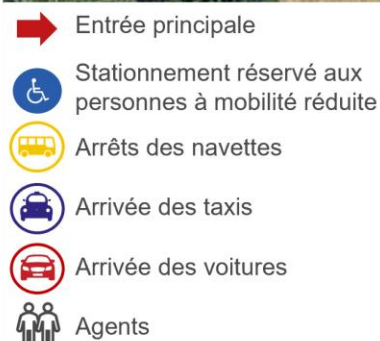 Entrée principale
Stationnement réservé aux
personnes à mobilité réduite
Arrêts des navettes
Arrivée des taxis
Arrivée des voitures
Agents